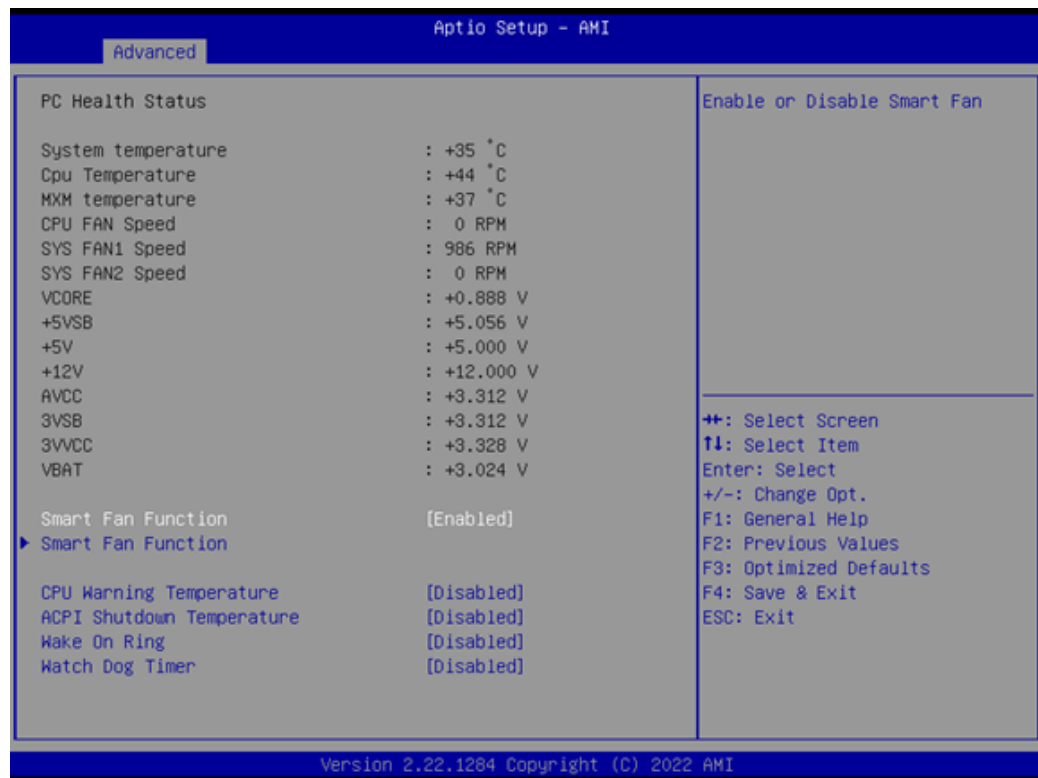 Aptio Setup – AMI
Advanced
PC Health Status
System temperature : +35 °C
Cpu Temperature : +44 °C
MXM temperature : +37 °C
CPU FAN Speed : 0 RPM
SYS FAN1 Speed : 986 RPM
SYS FAN2 Speed : 0 RPM
VCORE : +0.888 V
+5VSB : +5.056 V
+5V : +5.000 V
+12V : +12.000 V
AVCC : +3.312 V
3VSB : +3.312 V
3VVCC : +3.328 V
VBAT : +3.024 V
Smart Fan Function [Enabled]
Smart Fan Function
CPU Warning Temperature [Disabled]
ACPI Shutdown Temperature [Disabled]
Wake On Ring [Disabled]
Watch Dog Timer [Disabled]
Enable or Disable Smart Fan
→←: Select Screen
↑↓: Select Item
Enter: Select
+/-: Change Opt.
F1: General Help
F2: Previous Values
F3: Optimized Defaults
F4: Save & Exit
ESC: Exit
Version 2.22.1284 Copyright (C) 2022 AMI